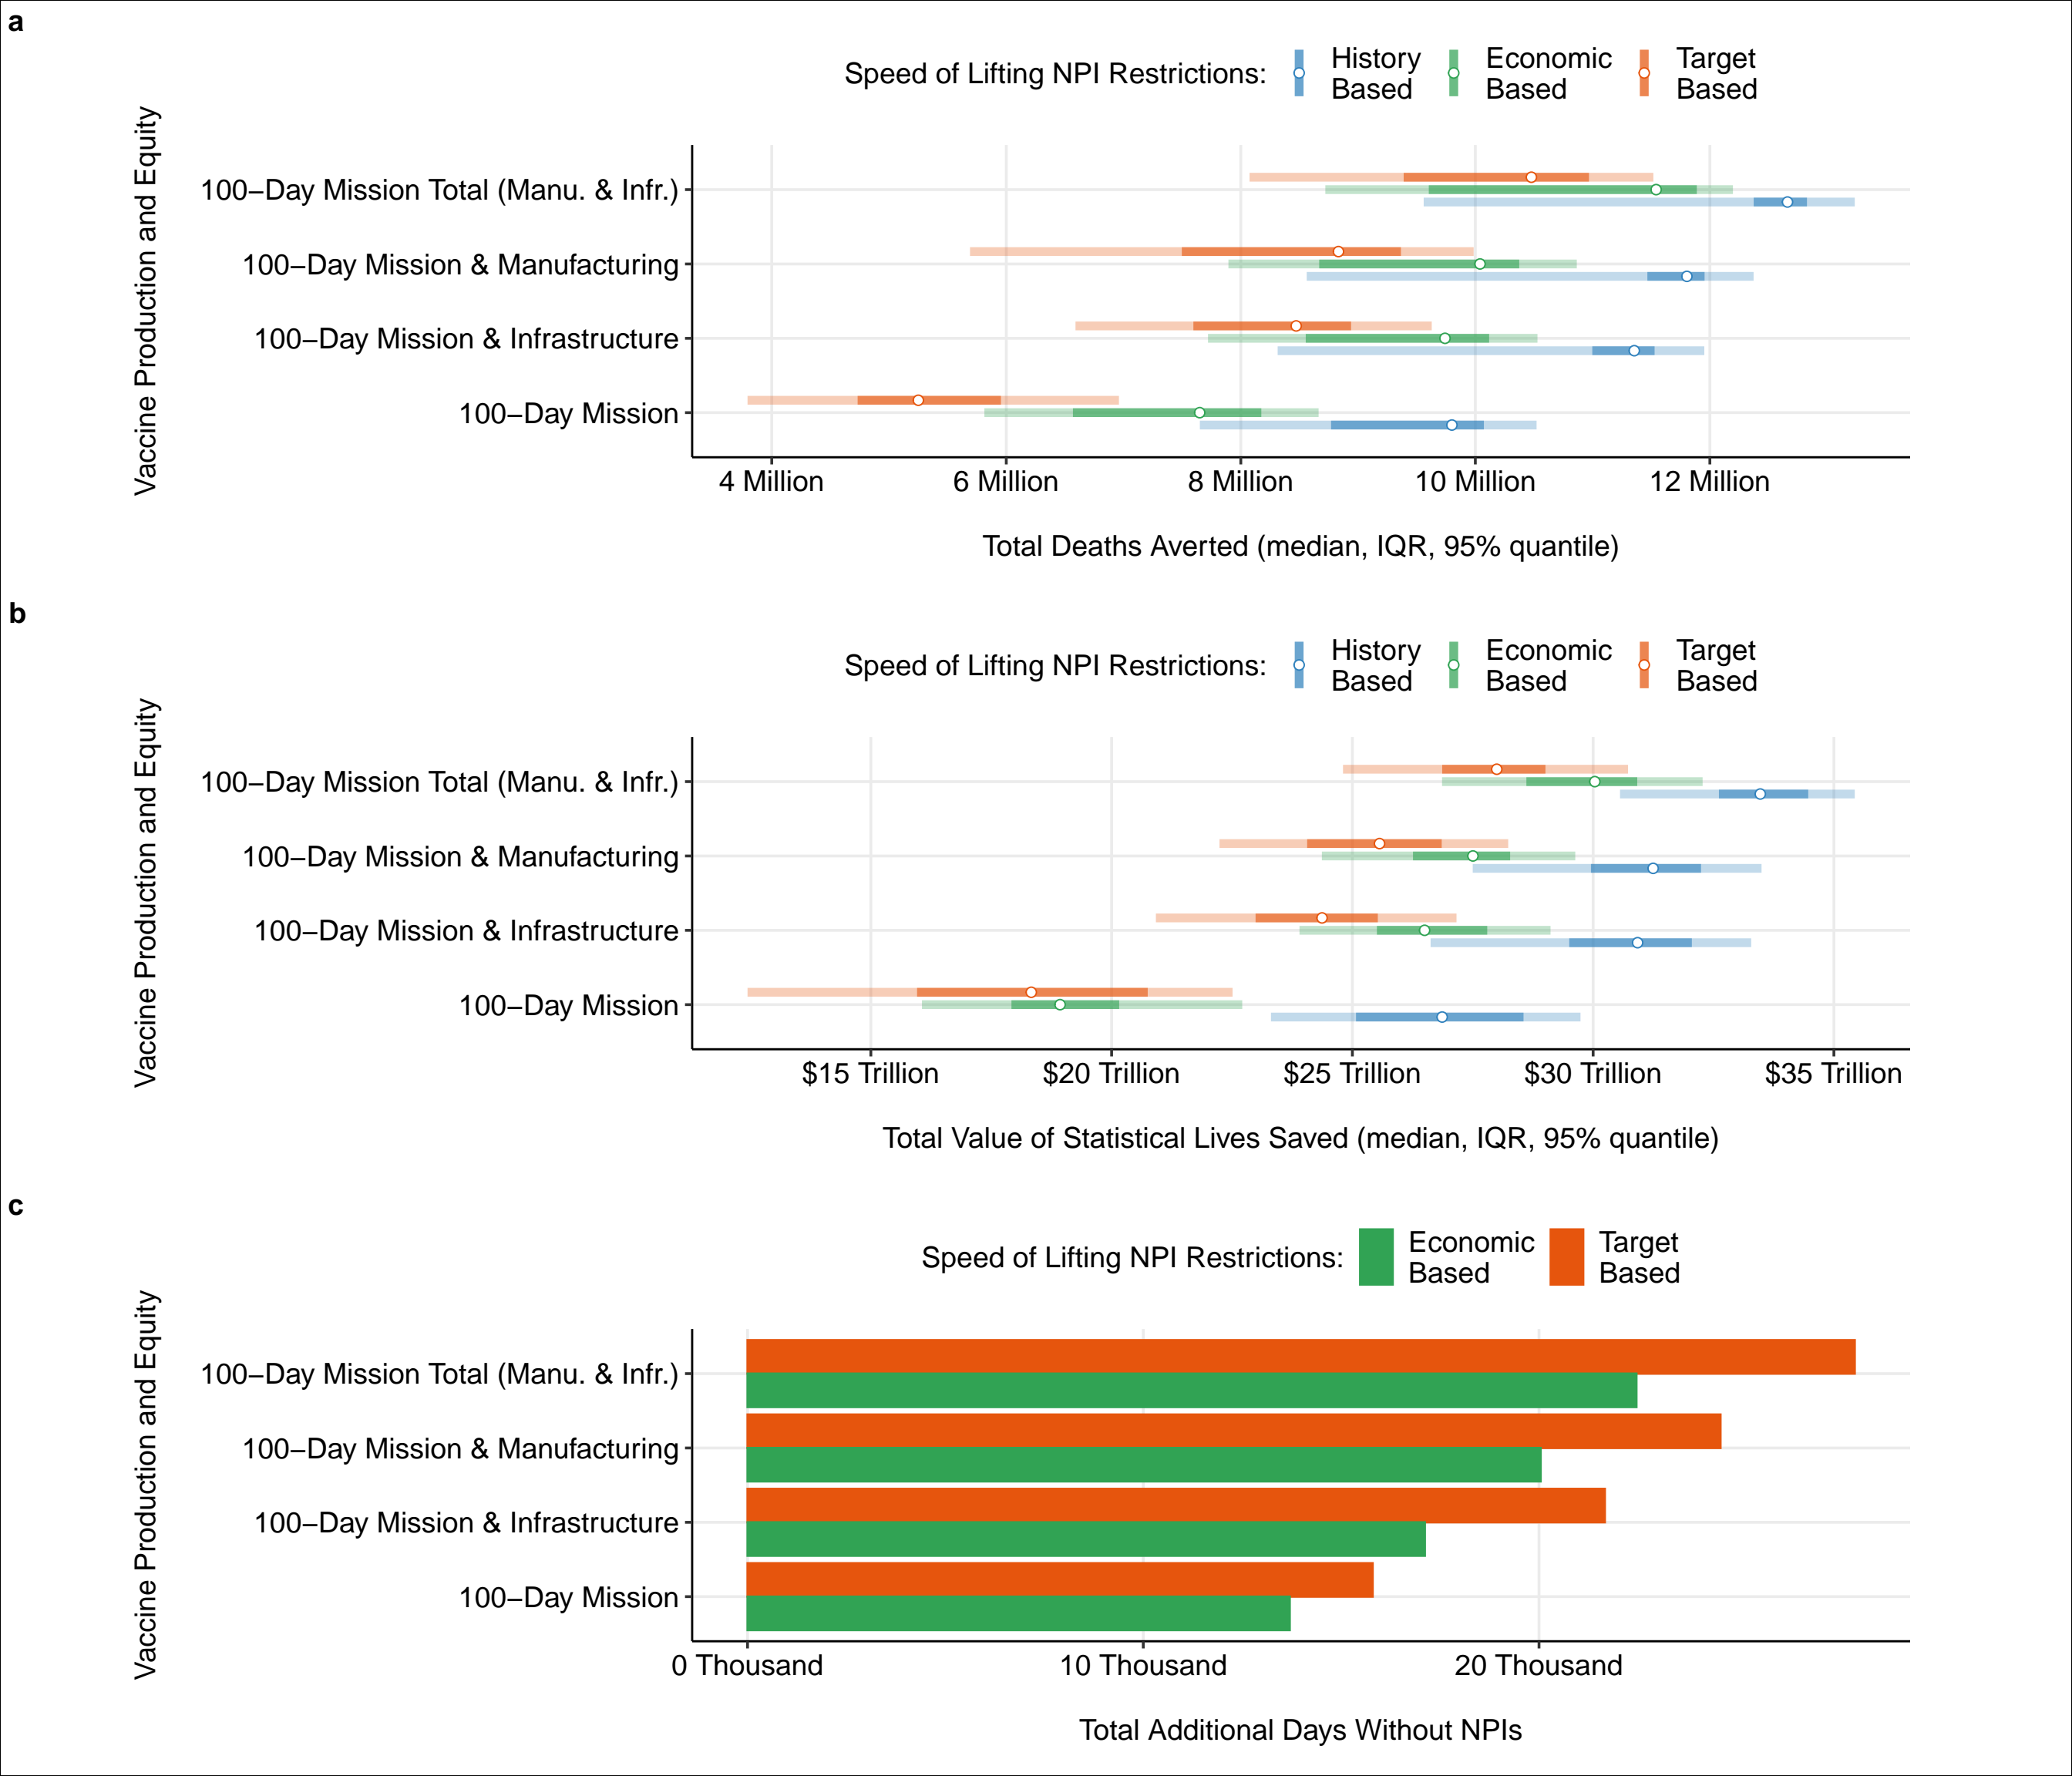 a
Speed of Lifting NPI Restrictions:
History
Based
Economic
Based
Target
Based
Vaccine Production and Equity
100−Day Mission Total (Manu. & Infr.)
100−Day Mission & Manufacturing
100−Day Mission & Infrastructure
100−Day Mission
4 Million
6 Million
8 Million
10 Million
12 Million
Total Deaths Averted (median, IQR, 95% quantile)
b
Speed of Lifting NPI Restrictions:
History
Based
Economic
Based
Target
Based
Vaccine Production and Equity
100−Day Mission Total (Manu. & Infr.)
100−Day Mission & Manufacturing
100−Day Mission & Infrastructure
100−Day Mission
$15 Trillion
$20 Trillion
$25 Trillion
$30 Trillion
$35 Trillion
Total Value of Statistical Lives Saved (median, IQR, 95% quantile)
c
Speed of Lifting NPI Restrictions:
Economic
Based
Target
Based
Vaccine Production and Equity
100−Day Mission Total (Manu. & Infr.)
100−Day Mission & Manufacturing
100−Day Mission & Infrastructure
100−Day Mission
0 Thousand
10 Thousand
20 Thousand
Total Additional Days Without NPIs